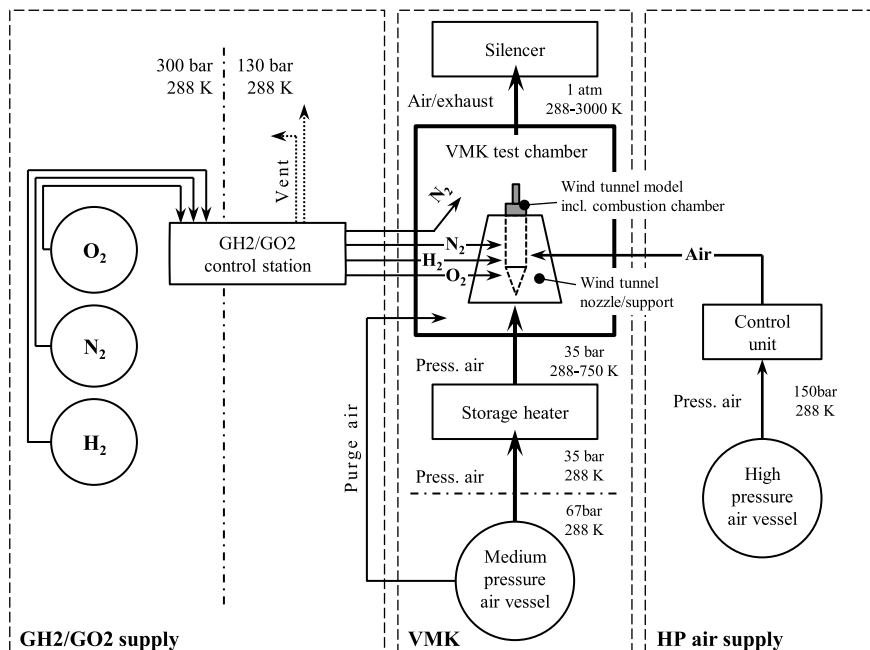 300 bar
288 K
130 bar
288 K
Vent
O2
N2
H2
GH2/GO2
control station
GH2/GO2 supply
Silencer
Air/exhaust
1 atm
288-3000 K
VMK test chamber
N2
Wind tunnel model
incl. combustion chamber
N2
H2
O2
Wind tunnel
nozzle/support
Press. air
35 bar
288-750 K
Storage heater
Purge air
Press. air
35 bar
288 K
67bar
288 K
Medium
pressure
air vessel
VMK
Air
Control
unit
Press. air
150bar
288 K
High
pressure
air vessel
HP air supply